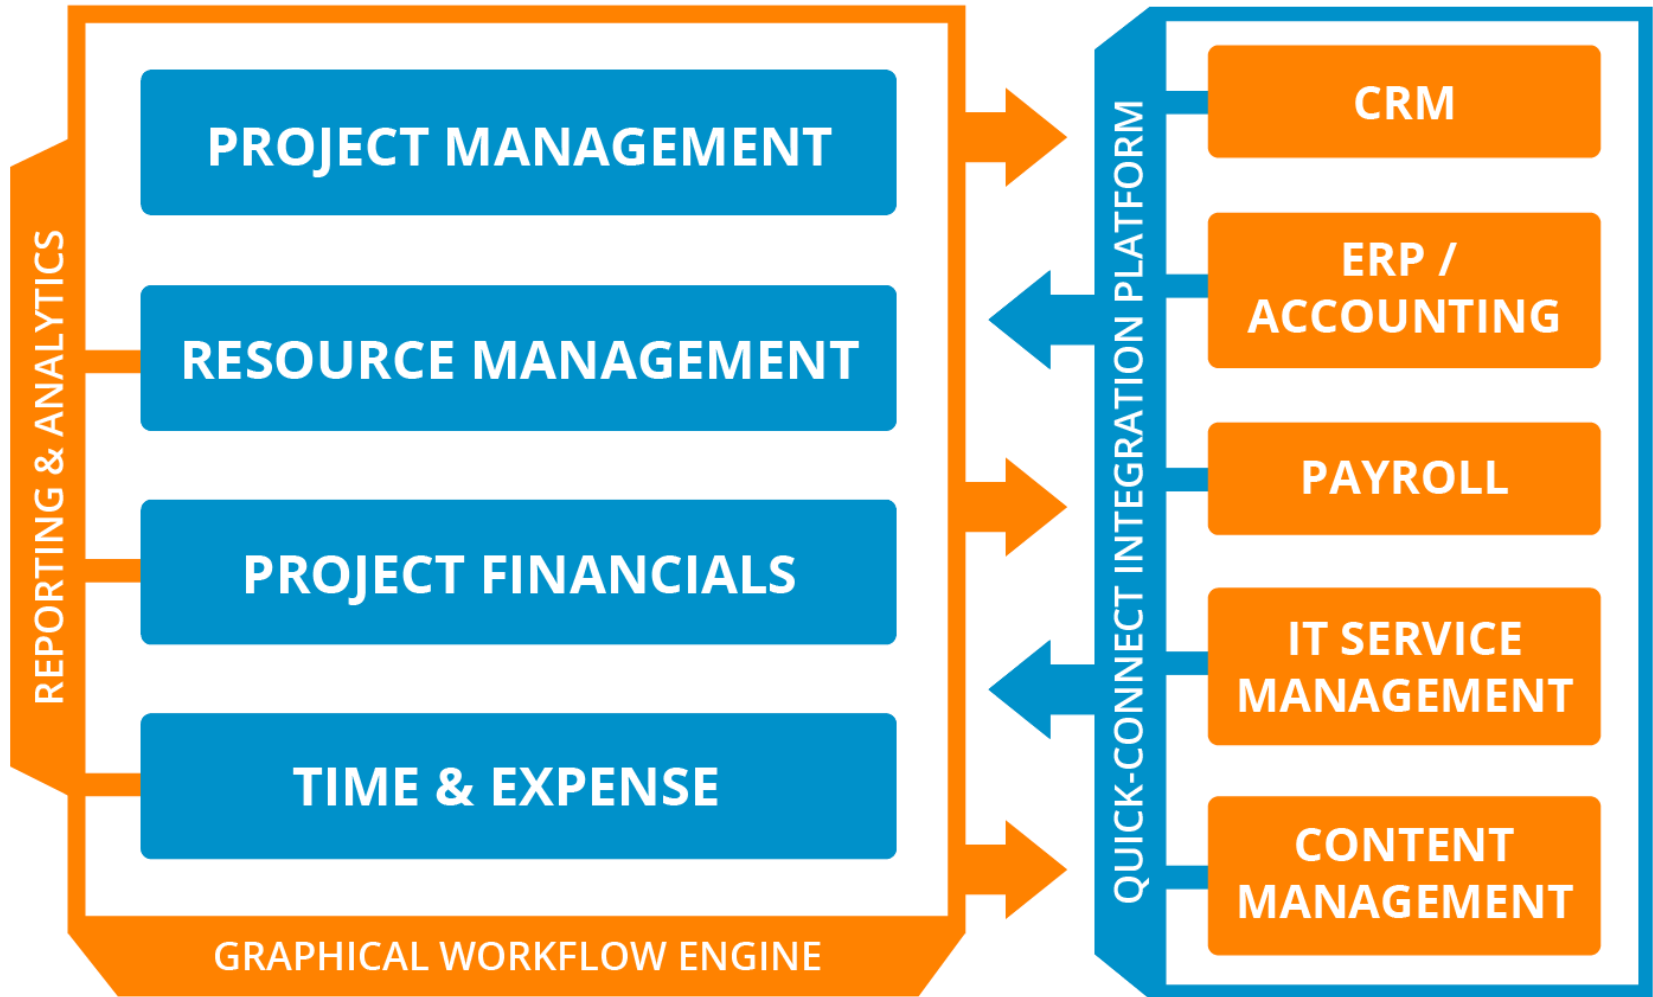 REPORTING & ANALYTICS
PROJECT MANAGEMENT
RESOURCE MANAGEMENT
PROJECT FINANCIALS
TIME & EXPENSE
GRAPHICAL WORKFLOW ENGINE
QUICK-CONNECT INTEGRATION PLATFORM
CRM
ERP /
ACCOUNTING
PAYROLL
IT SERVICE
MANAGEMENT
CONTENT
MANAGEMENT